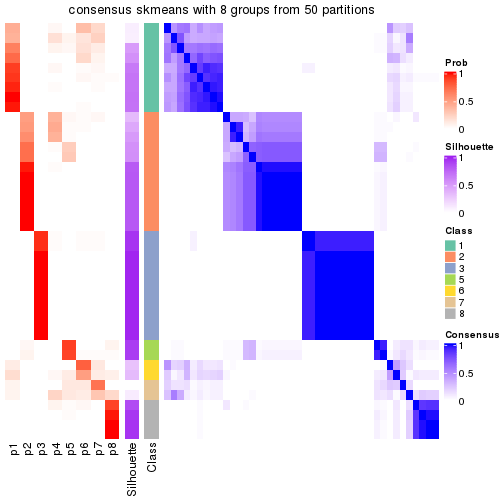 consensus skmeans with 8 groups from 50 partitions
Prob
1
0.5
0
Silhouette
1
0.5
0
Class
1
2
3
5
6
7
8
Consensus
1
0.5
0
p1
p2
p3
p4
p5
p6
p7
p8
Silhouette
Class